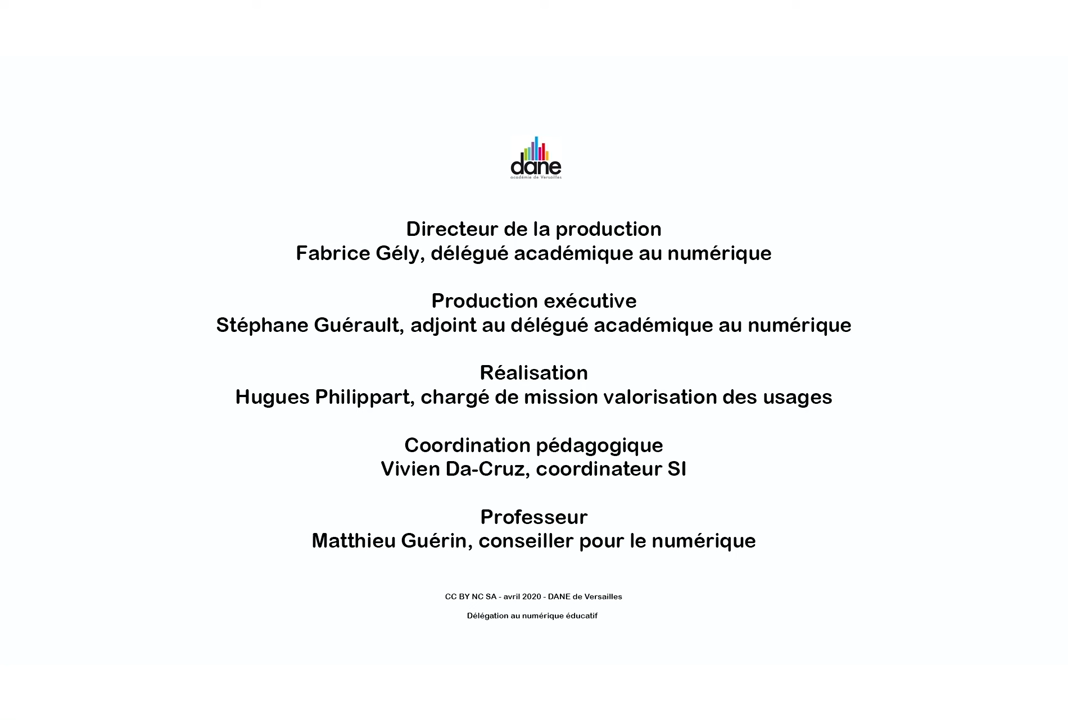 dane
académie de Versailles
Directeur de la production
Fabrice Gély, délégué académique au numérique
Production exécutive
Stéphane Guérault, adjoint au délégué académique au numérique
Réalisation
Hugues Philippart, chargé de mission valorisation des usages
Coordination pédagogique
Vivien Da-Cruz, coordinateur SI
Professeur
Matthieu Guérin, conseiller pour le numérique
CC BY NC SA - avril 2020 - DANE de Versailles
Délégation au numérique éducatif